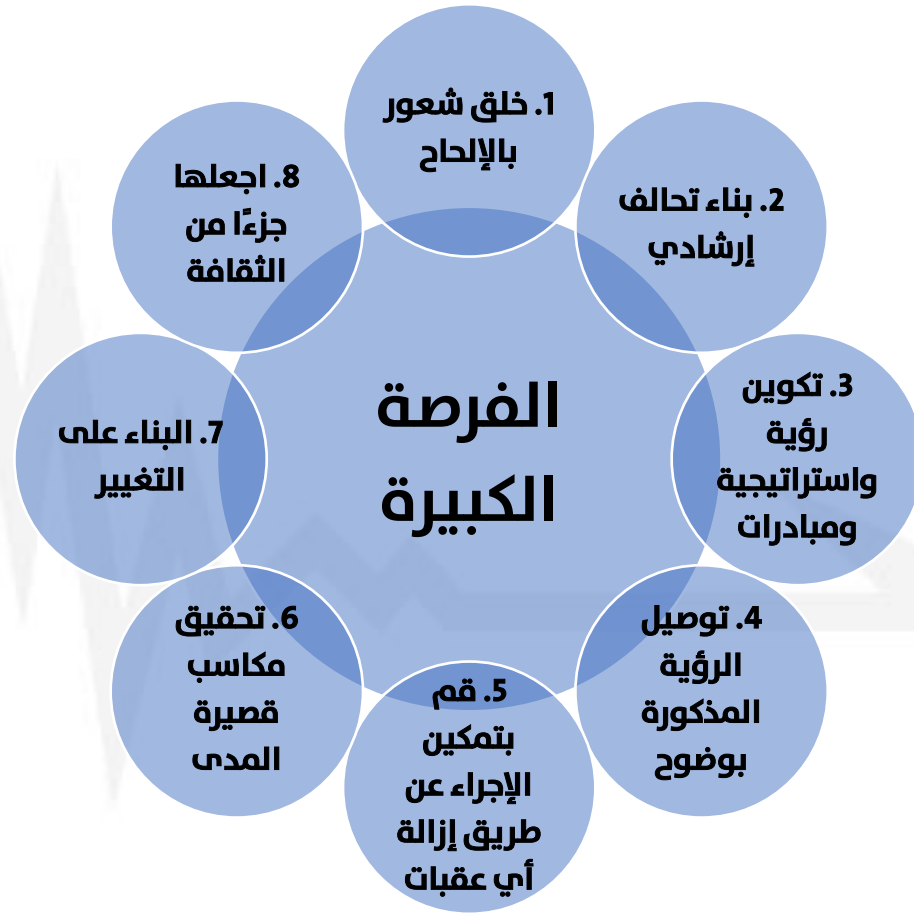 1. خلق شعور
بالإلحاح
2. بناء تحالف
إرشادي
3. تكوين
رؤية
واستراتيجية
ومبادرات
4. توصيل
الرؤية
المذكورة
بوضوح
5. قم
بتمكين
الإجراء عن
طريق إزالة
أي عقبات
6. تحقيق
مكاسب
قصيرة
المدى
7. البناء على
التغيير
8. اجعلها
جزءًا من
الثقافة
الفرصة
الكبيرة